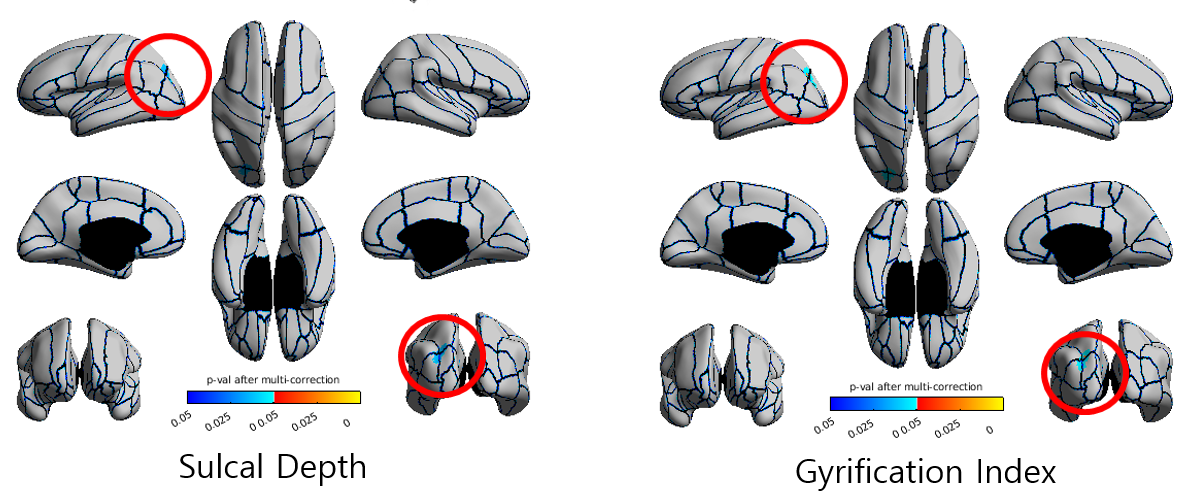 p-val after multi-correction
0.05 0.025 0 0.05 0.025 0
Sulcal Depth
p-val after multi-correction
0.05 0.025 0 0.05 0.025 0
Gyrification Index